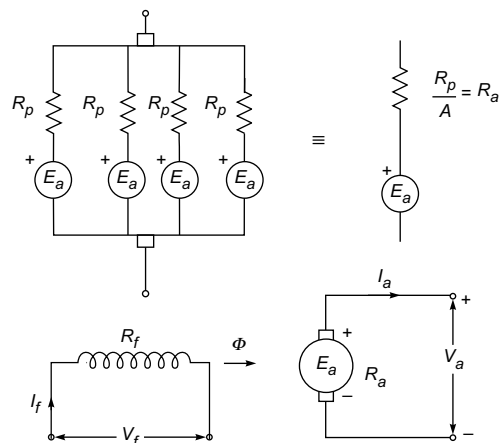 R_p R_p R_p R_p
R_p/A = R_a
≡
+ + + + +
E_a E_a E_a E_a E_a
R_f Φ
I_f V_f
I_a
+ +
E_a R_a V_a
− −